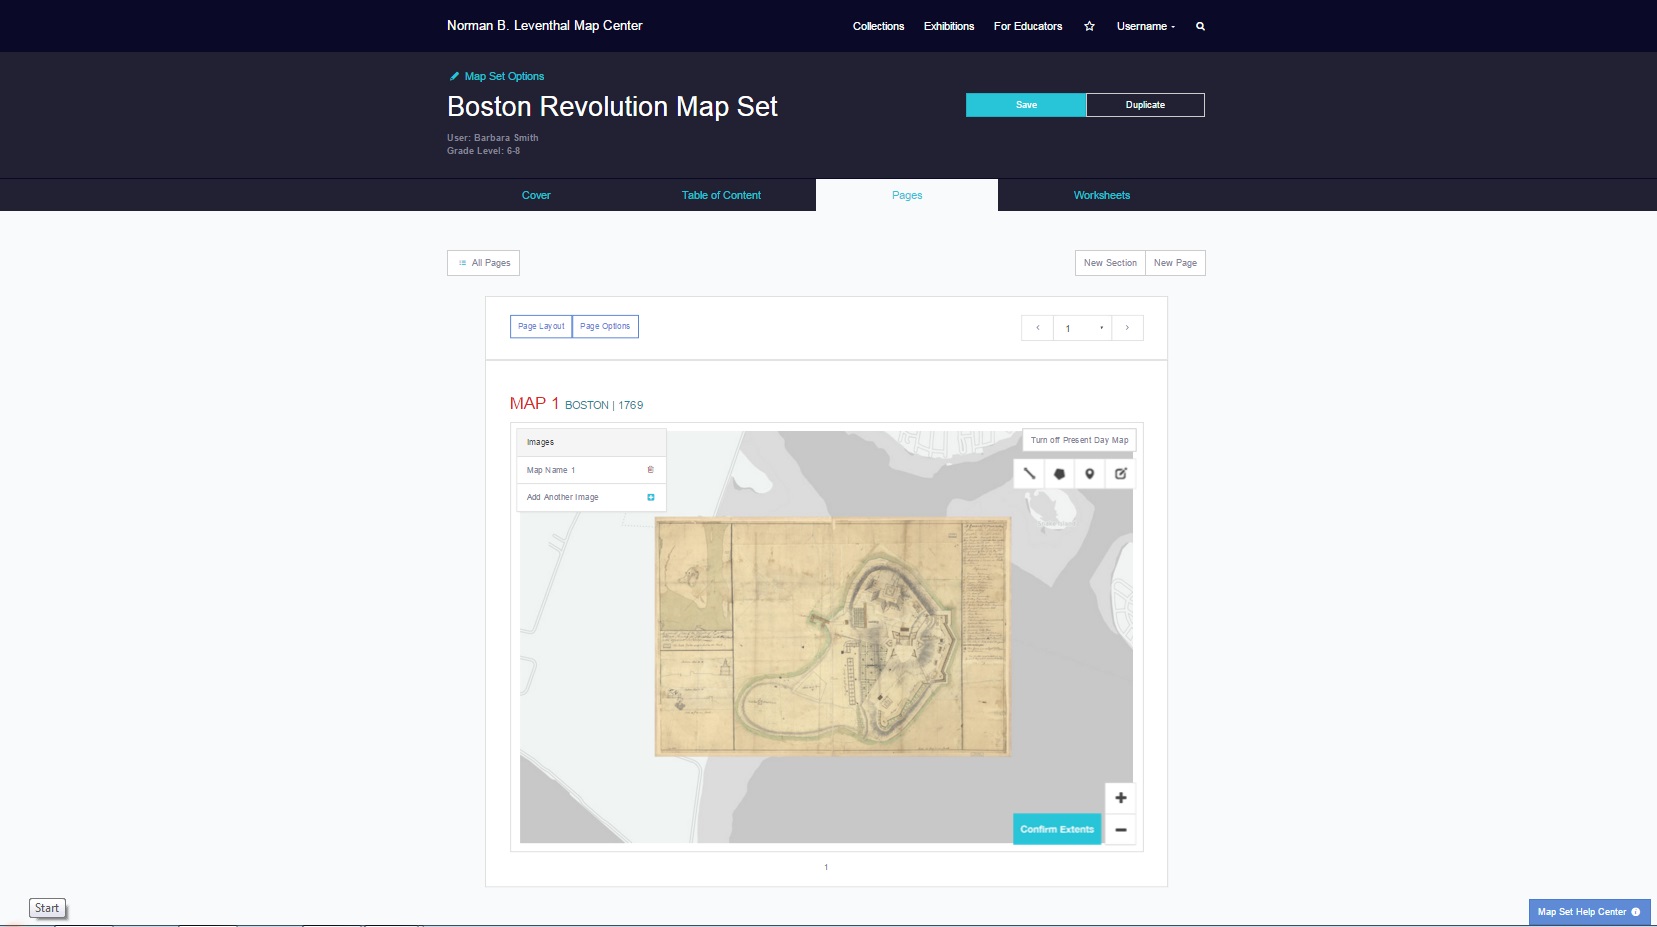 Norman B. Leventhal Map Center
Collections
Exhibitions
For Educators
Username
Map Set Options
Boston Revolution Map Set
Save
Duplicate
User: Barbara Smith
Grade Level: 6-8
Cover
Table of Content
Pages
Worksheets
All Pages
New Section
New Page
Page Layout
Page Options
1
MAP 1 BOSTON | 1769
Images
Turn off Present Day Map
Map Name 1
Add Another Image
Confirm Extents
1
Start
Map Set Help Center